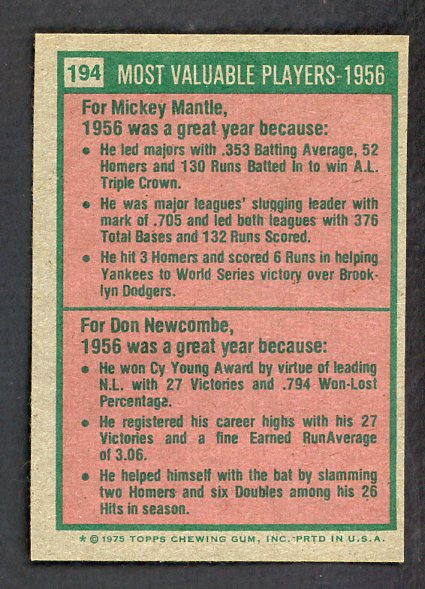 194 MOST VALUABLE PLAYERS-1956
For Mickey Mantle,
1956 was a great year because:
● He led majors with .353 Batting Average, 52
Homers and 130 Runs Batted In to win A.L.
Triple Crown.
● He was major leagues' slugging leader with
mark of .705 and led both leagues with 376
Total Bases and 132 Runs Scored.
● He hit 3 Homers and scored 6 Runs in helping
Yankees to World Series victory over Brook-
lyn Dodgers.
For Don Newcombe,
1956 was a great year because:
● He won Cy Young Award by virtue of leading
N.L. with 27 Victories and .794 Won-Lost
Percentage.
● He registered his career highs with his 27
Victories and a fine Earned RunAverage
of 3.06.
● He helped himself with the bat by slamming
two Homers and six Doubles among his 26
Hits in season.
* © 1975 TOPPS CHEWING GUM, INC. PRTD IN U.S.A.